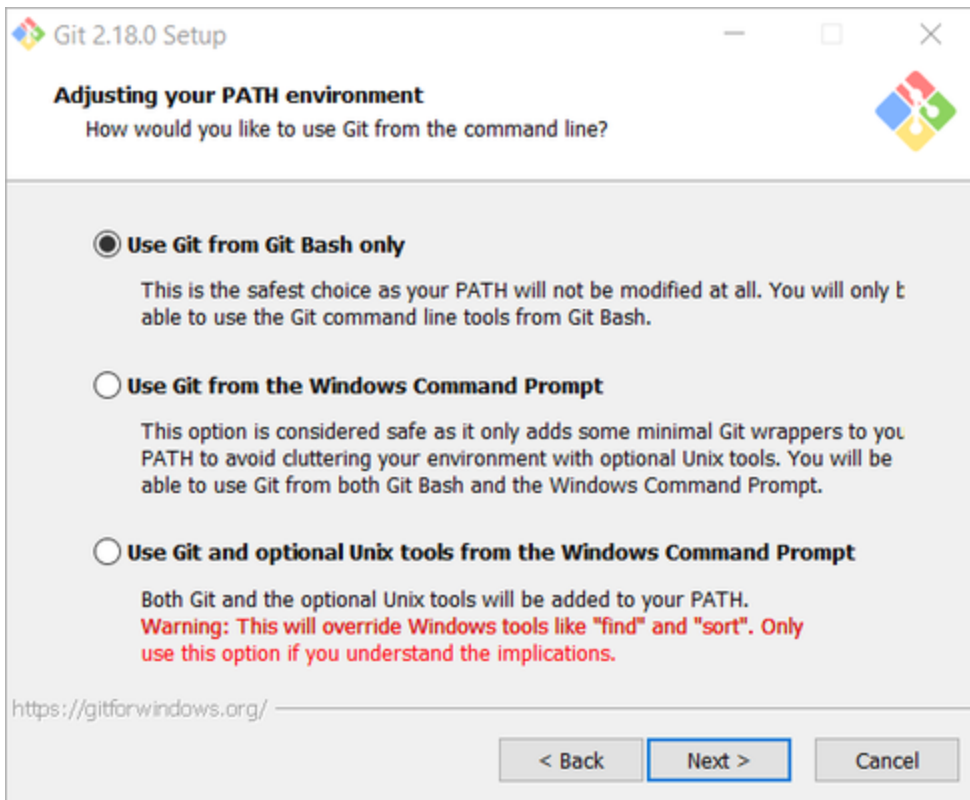 Git 2.18.0 Setup
Adjusting your PATH environment
How would you like to use Git from the command line?
Use Git from Git Bash only
This is the safest choice as your PATH will not be modified at all. You will only b
able to use the Git command line tools from Git Bash.
Use Git from the Windows Command Prompt
This option is considered safe as it only adds some minimal Git wrappers to you
PATH to avoid cluttering your environment with optional Unix tools. You will be
able to use Git from both Git Bash and the Windows Command Prompt.
Use Git and optional Unix tools from the Windows Command Prompt
Both Git and the optional Unix tools will be added to your PATH.
Warning: This will override Windows tools like "find" and "sort". Only
use this option if you understand the implications.
https://gitforwindows.org/
< Back
Next >
Cancel